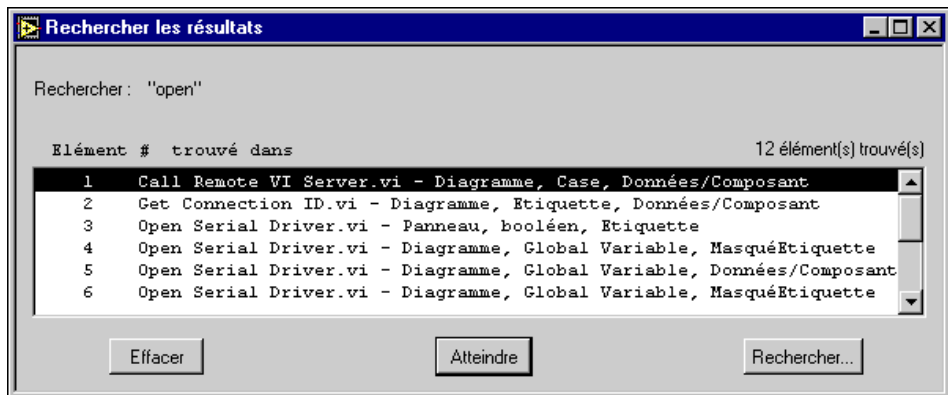 Rechercher les résultats
Rechercher : "open"
Elément # trouvé dans 12 élément(s) trouvé(s)
1 Call Remote VI Server.vi - Diagramme, Case, Données/Composant
2 Get Connection ID.vi - Diagramme, Etiquette, Données/Composant
3 Open Serial Driver.vi - Panneau, booléen, Etiquette
4 Open Serial Driver.vi - Diagramme, Global Variable, MasquéEtiquette
5 Open Serial Driver.vi - Diagramme, Global Variable, Données/Composant
6 Open Serial Driver.vi - Diagramme, Global Variable, MasquéEtiquette
Effacer Atteindre Rechercher...